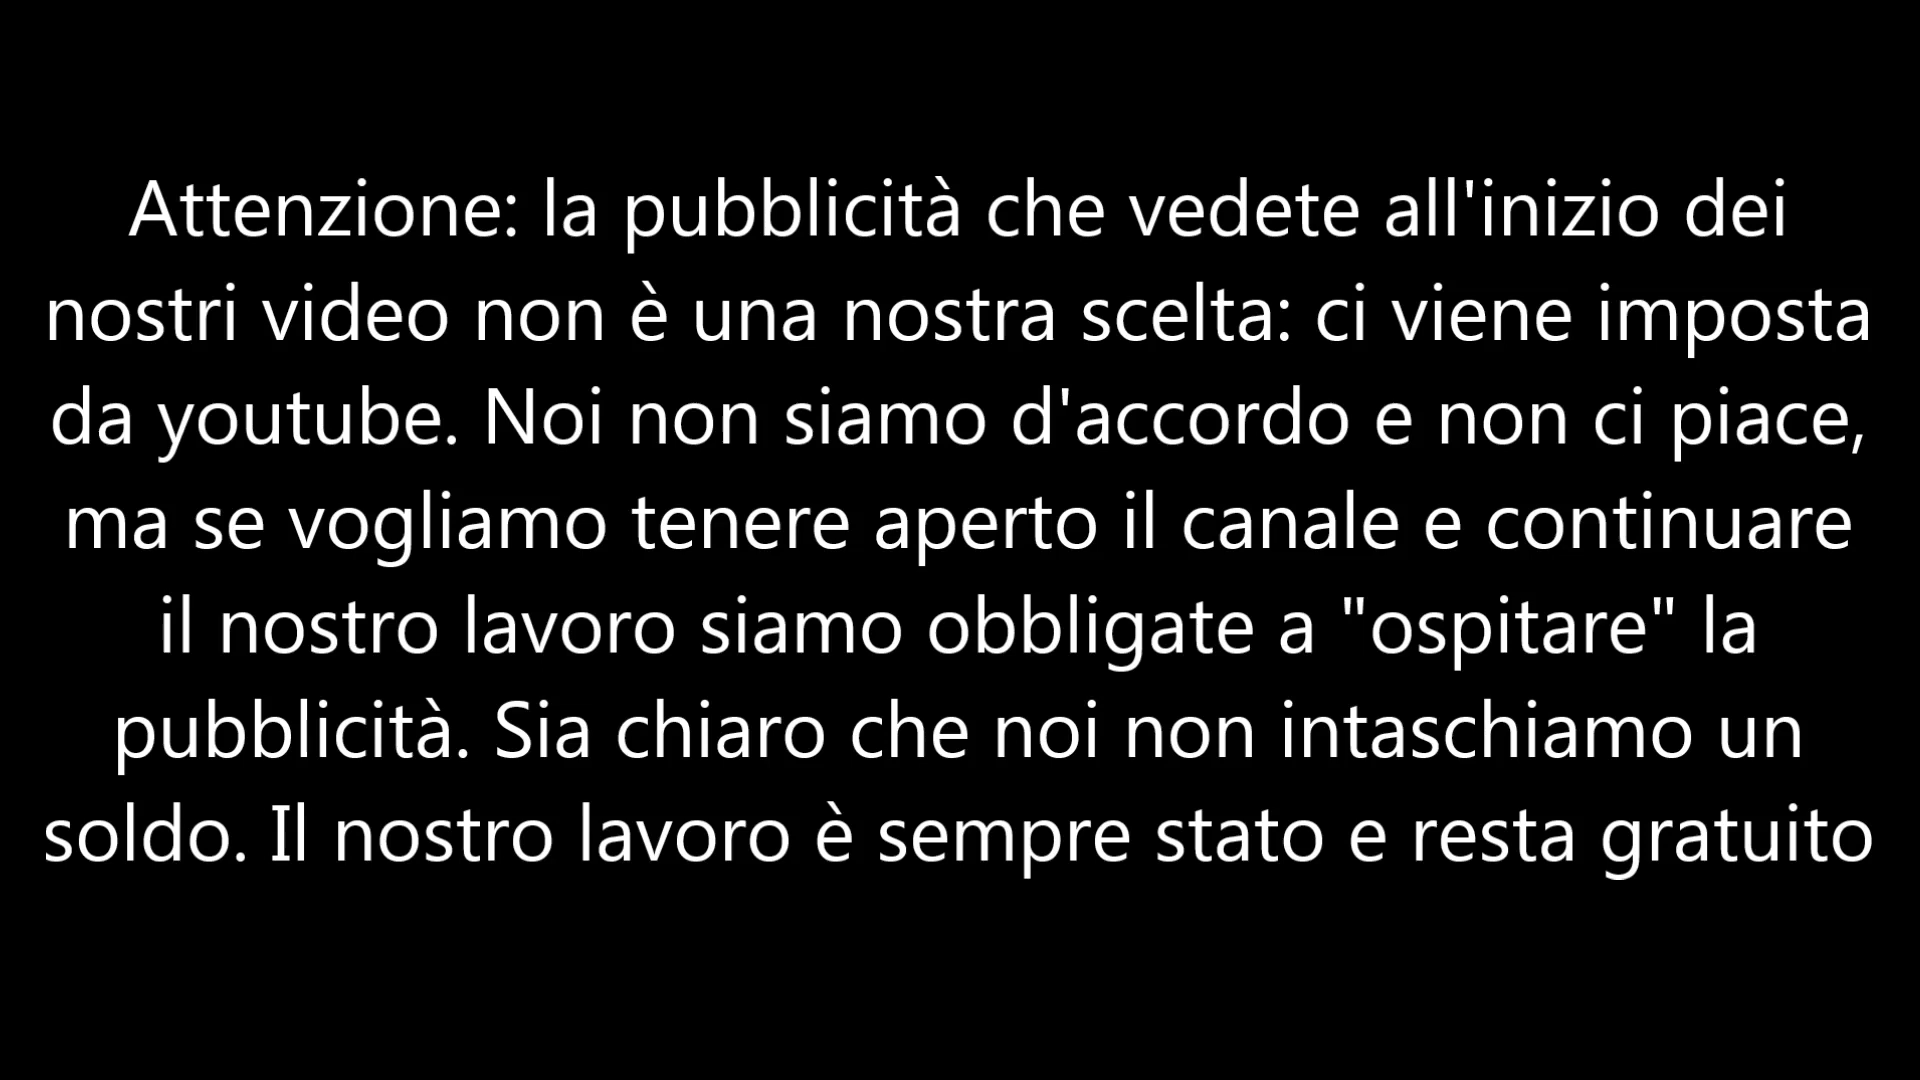 Attenzione: la pubblicità che vedete all'inizio dei
nostri video non è una nostra scelta: ci viene imposta
da youtube. Noi non siamo d'accordo e non ci piace,
ma se vogliamo tenere aperto il canale e continuare
il nostro lavoro siamo obbligate a "ospitare" la
pubblicità. Sia chiaro che noi non intaschiamo un
soldo. Il nostro lavoro è sempre stato e resta gratuito